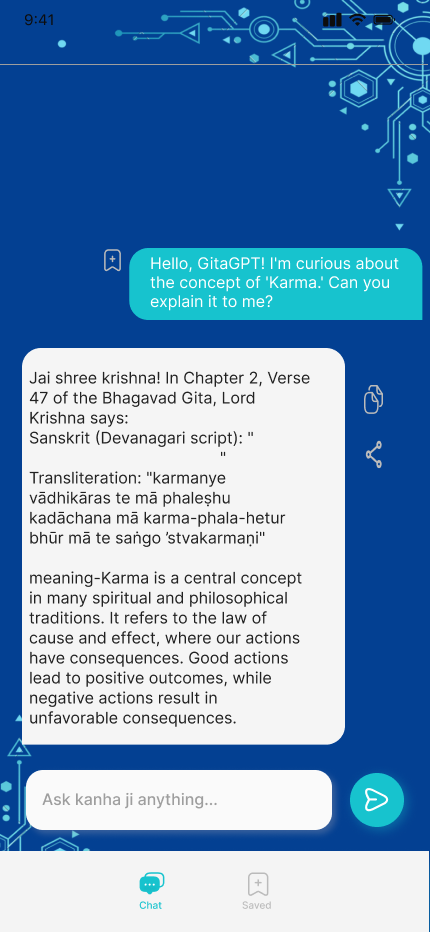 9:41
Hello, GitaGPT! I'm curious about
the concept of 'Karma.' Can you
explain it to me?
Jai shree krishna! In Chapter 2, Verse
47 of the Bhagavad Gita, Lord
Krishna says:
Sanskrit (Devanagari script): "
"
Transliteration: "karmanye
vādhikāras te mā phaleṣhu
kadāchana mā karma-phala-hetur
bhūr mā te saṅgo 'stvakarmaṇi"
meaning-Karma is a central concept
in many spiritual and philosophical
traditions. It refers to the law of
cause and effect, where our actions
have consequences. Good actions
lead to positive outcomes, while
negative actions result in
unfavorable consequences.
Ask kanha ji anything...
Chat
Saved